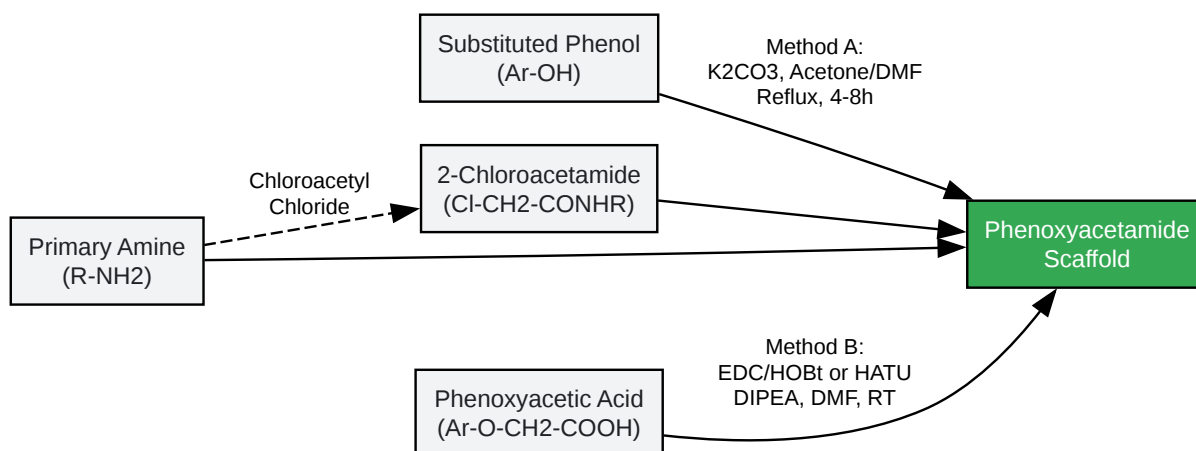 Substituted Phenol
(Ar-OH)
Method A:
K2CO3, Acetone/DMF
Reflux, 4-8h
Chloroacetyl
Chloride
2-Chloroacetamide
(Cl-CH2-CONHR)
Primary Amine
(R-NH2)
Phenoxyacetamide
Scaffold
Method B:
EDC/HOBt or HATU
DIPEA, DMF, RT
Phenoxyacetic Acid
(Ar-O-CH2-COOH)